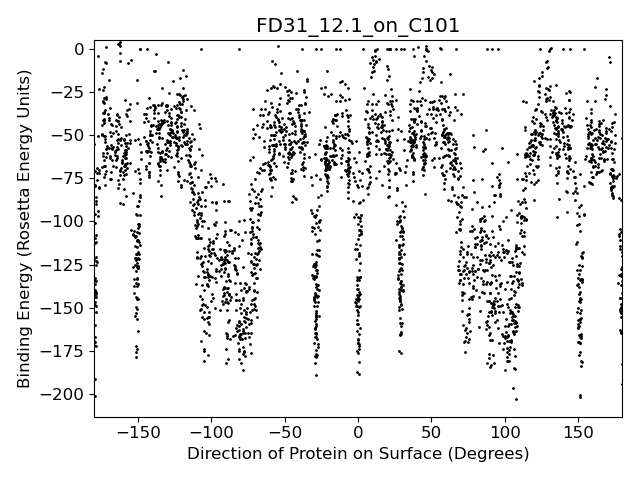 FD31_12.1_on_C101
Binding Energy (Rosetta Energy Units)
0
−25
−50
−75
−100
−125
−150
−175
−200
−150 −100 −50 0 50 100 150
Direction of Protein on Surface (Degrees)